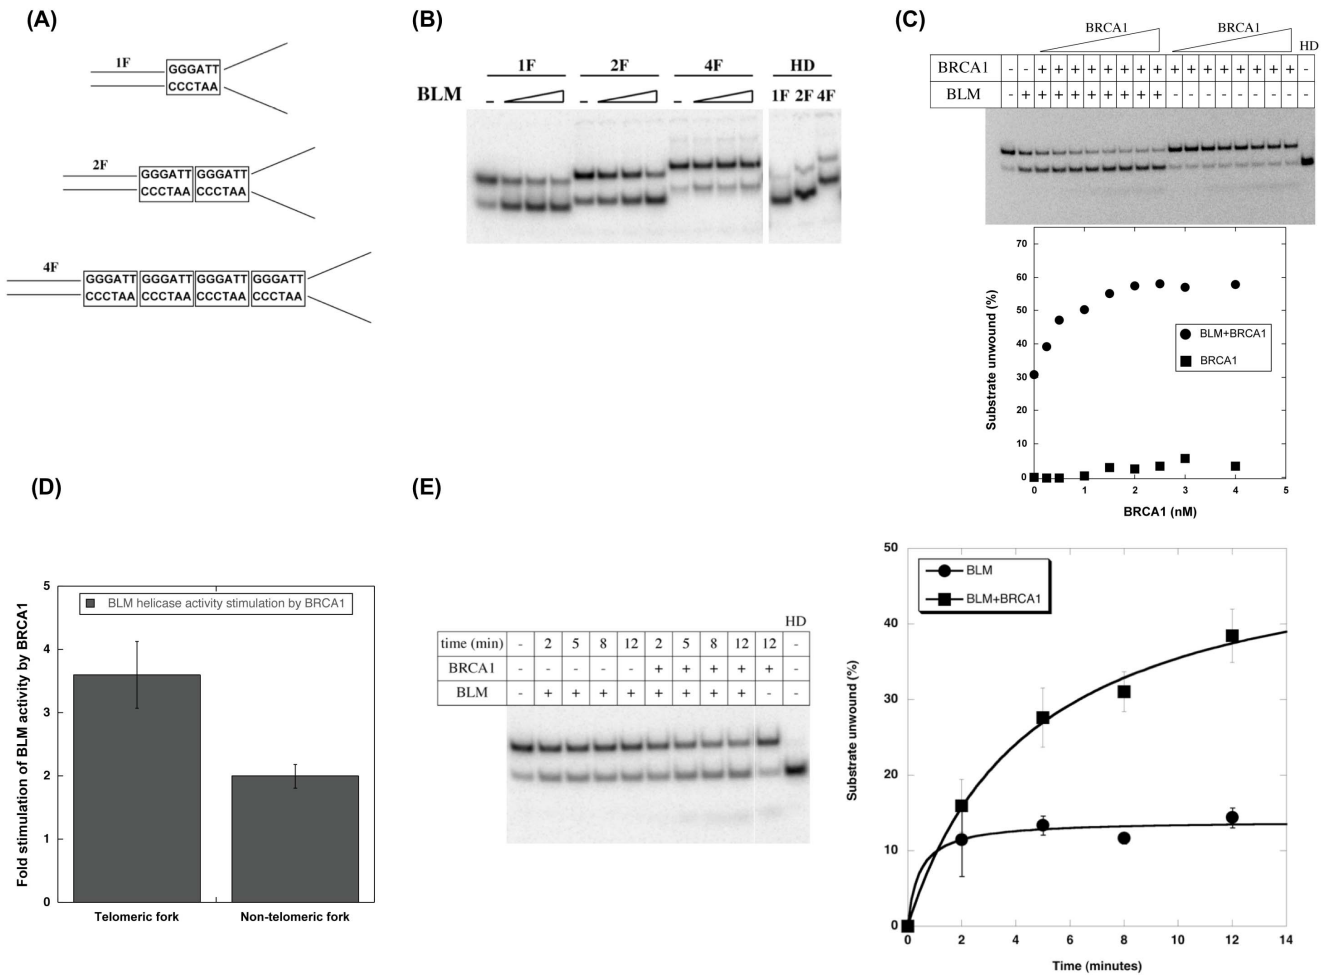 (A)
1F
GGGATT
CCCTAA
2F
GGGATT GGGATT
CCCTAA CCCTAA
4F
GGGATT GGGATT GGGATT GGGATT
CCCTAA CCCTAA CCCTAA CCCTAA
(B)
1F 2F 4F HD
BLM - - - 1F 2F 4F
(C)
BRCA1 BRCA1
HD
BRCA1 - - + + + + + + + + + + + + + + + + -
BLM - + + + + + + + + + - - - - - - - - -
70
60
50
40
30
20
10
0
Substrate unwound (%)
BLM+BRCA1
BRCA1
0 1 2 3 4 5
BRCA1 (nM)
(D)
5
4
3
2
1
0
Fold stimulation of BLM activity by BRCA1
BLM helicase activity stimulation by BRCA1
Telomeric fork Non-telomeric fork
(E)
HD
time (min) - 2 5 8 12 2 5 8 12 12 -
BRCA1 - - - - - + + + + + -
BLM - + + + + + + + + - -
50
40
30
20
10
0
Substrate unwound (%)
BLM
BLM+BRCA1
0 2 4 6 8 10 12 14
Time (minutes)